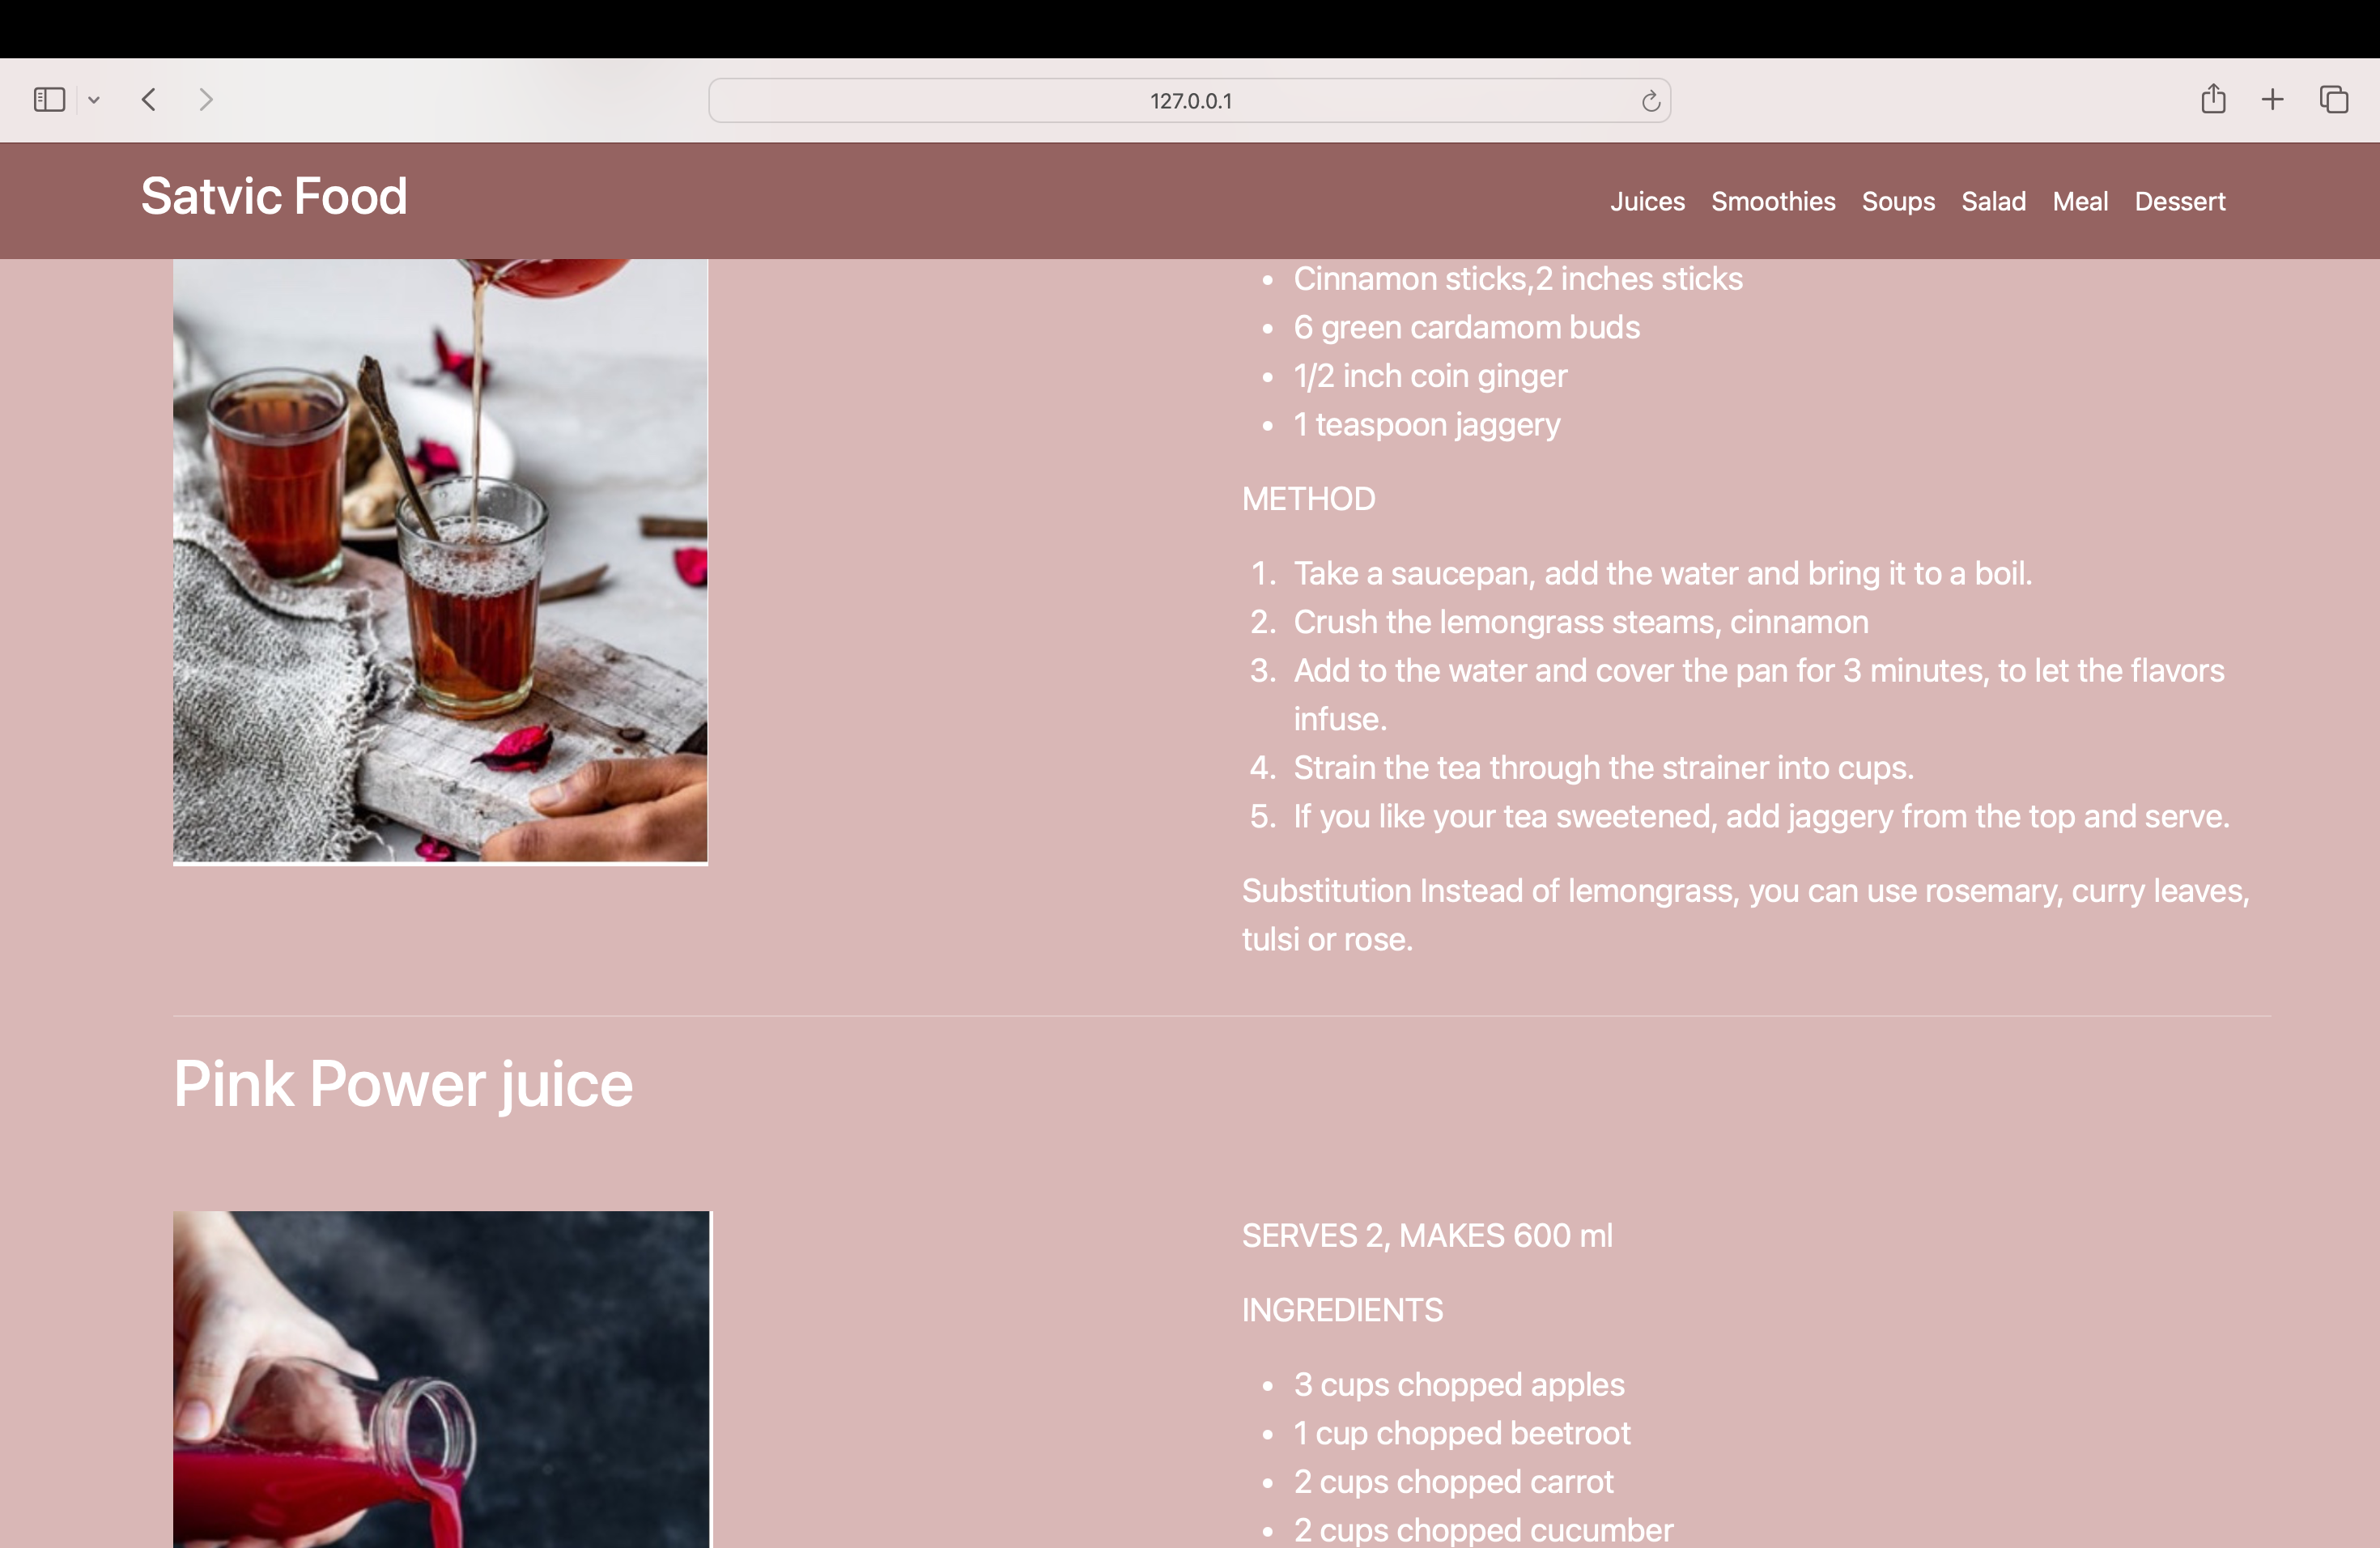 127.0.0.1
Satvic Food
Juices Smoothies Soups Salad Meal Dessert
• Cinnamon sticks,2 inches sticks
• 6 green cardamom buds
• 1/2 inch coin ginger
• 1 teaspoon jaggery
METHOD
1. Take a saucepan, add the water and bring it to a boil.
2. Crush the lemongrass steams, cinnamon
3. Add to the water and cover the pan for 3 minutes, to let the flavors
infuse.
4. Strain the tea through the strainer into cups.
5. If you like your tea sweetened, add jaggery from the top and serve.
Substitution Instead of lemongrass, you can use rosemary, curry leaves,
tulsi or rose.
Pink Power juice
SERVES 2, MAKES 600 ml
INGREDIENTS
• 3 cups chopped apples
• 1 cup chopped beetroot
• 2 cups chopped carrot
• 2 cups chopped cucumber